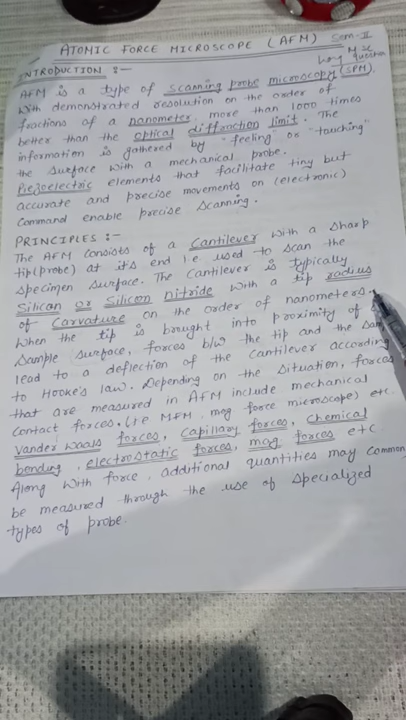 ATOMIC FORCE MICROSCOPE (AFM) Sem-II
M.Sc
long question
INTRODUCTION :-
AFM is a type of scanning probe microscopy (SPM),
with demonstrated resolution on the order of
fractions of a nanometer, more than 1000 times
better than the optical diffraction limit. The
information is gathered by "feeling" or "touching"
the surface with a mechanical probe.
Piezoelectric elements that facilitate tiny but
accurate and precise movements on (electronic)
Command enable precise Scanning.
PRINCIPLES :-
The AFM consists of a Cantilever with a Sharp
tip (probe) at it's end i.e used to scan the
specimen surface. The Cantilever is typically
Silicon or Silicon Nitride with a tip radius
of Carvature on the order of nanometers.
When the tip is brought into proximity of
Sample surface, forces b/w the tip and the
lead to a deflection of the Cantilever according
to Hooke's law. Depending on the Situation, forces
that are measured in AFM include mechanical
Contact forces. (i.e MFM, mag force microscope) etc.
Vander Waals forces, Capillary forces, chemical
bonding, electrostatic forces, mag forces etc
Along with force, additional quantities may Common
be measured through the use of Specialized
types of probe.